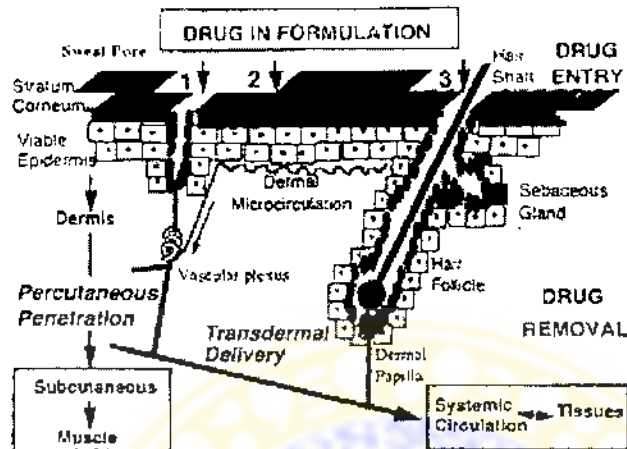 DRUG IN FORMULATION
Sweat Pore
Hair
Shaft
DRUG
ENTRY
Stratum
Corneum
1
2
3
Viable
Epidermis
Dermal
Microcirculation
Sebaceous
Gland
Dermis
Vascular plexus
Hair
Follicle
Percutaneous
Penetration
Transdermal
Delivery
DRUG
REMOVAL
Dermal
Papilla
Subcutaneous
Muscle
Systemic
Circulation
Tissues